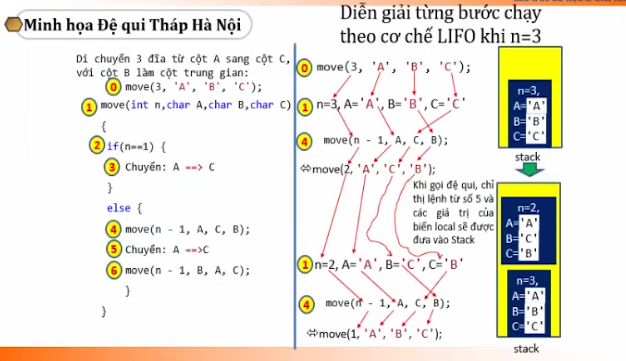 Minh họa Đệ qui Tháp Hà Nội
Di chuyển 3 đĩa từ cột A sang cột C,
với cột B làm cột trung gian:
0 move(3, 'A', 'B', 'C');
1 move(int n,char A,char B,char C)
{
2 if(n==1) {
3 Chuyển: A ==> C
}
else {
4 move(n - 1, A, C, B);
5 Chuyển: A ==>C
6 move(n - 1, B, A, C);
}
}
Diễn giải từng bước chạy
theo cơ chế LIFO khi n=3
0 move(3, 'A', 'B', 'C');
1 n=3, A='A', B='B', C='C'
4 move(n - 1, A, C, B);
⇔move(2, 'A', 'C', 'B');
Khi gọi đệ qui, chỉ
thị lệnh từ số 5 và
các giá trị của
biến local sẽ được
đưa vào Stack
1 n=2, A='A', B='C', C='B'
4 move(n - 1, A, C, B);
⇔move(1, 'A', 'B', 'C');
n=3,
A='A'
B='B'
C='C'
stack
n=2,
A='A'
B='C'
C='B'
n=3,
A='A'
B='B'
C='C'
stack